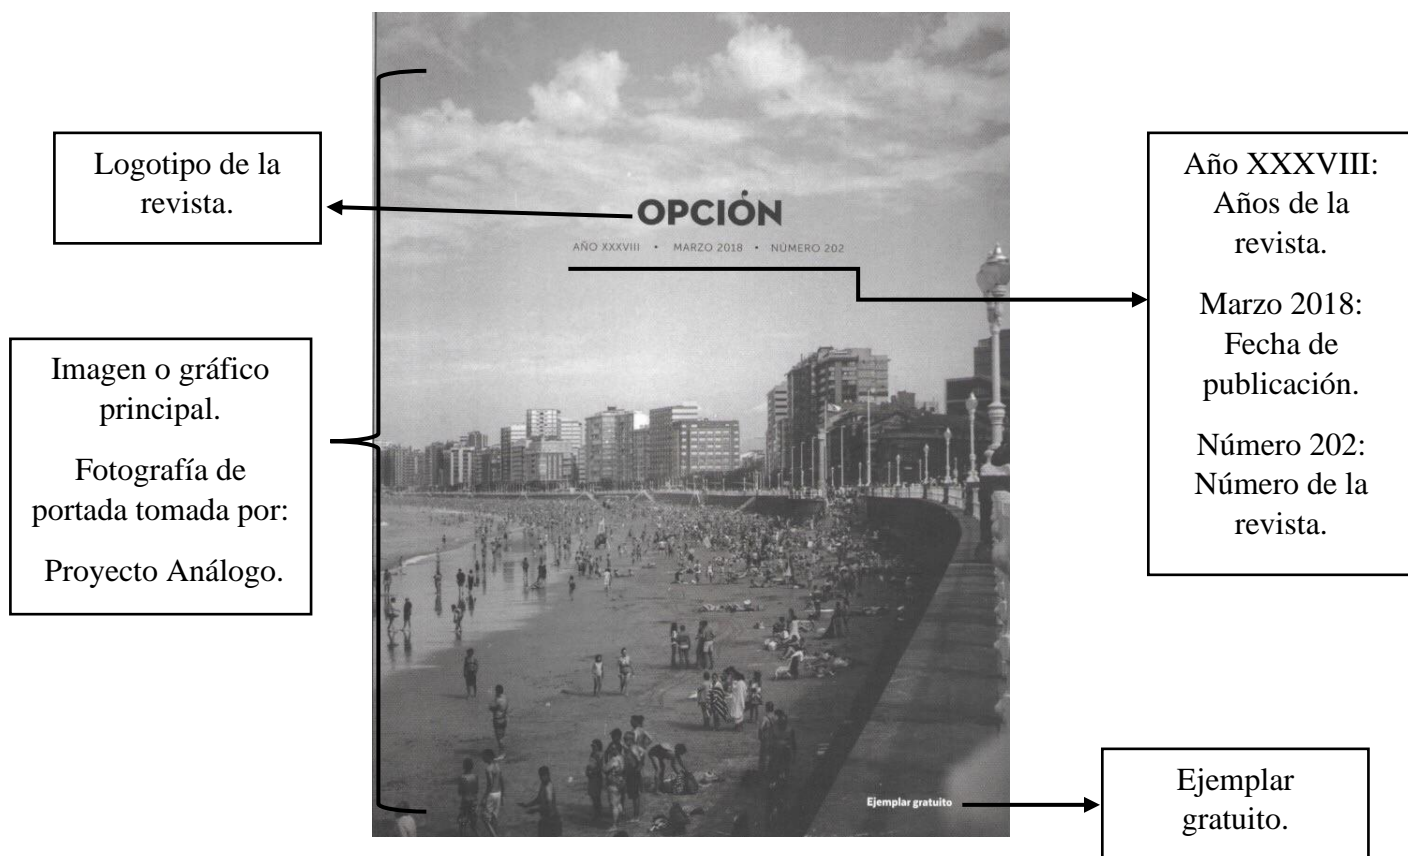 Logotipo de la
revista.
Imagen o gráfico
principal.
Fotografía de
portada tomada por:
Proyecto Análogo.
OPCIÓN
AÑO XXXVIII • MARZO 2018 • NÚMERO 202
Ejemplar gratuito
Año XXXVIII:
Años de la
revista.
Marzo 2018:
Fecha de
publicación.
Número 202:
Número de la
revista.
Ejemplar
gratuito.